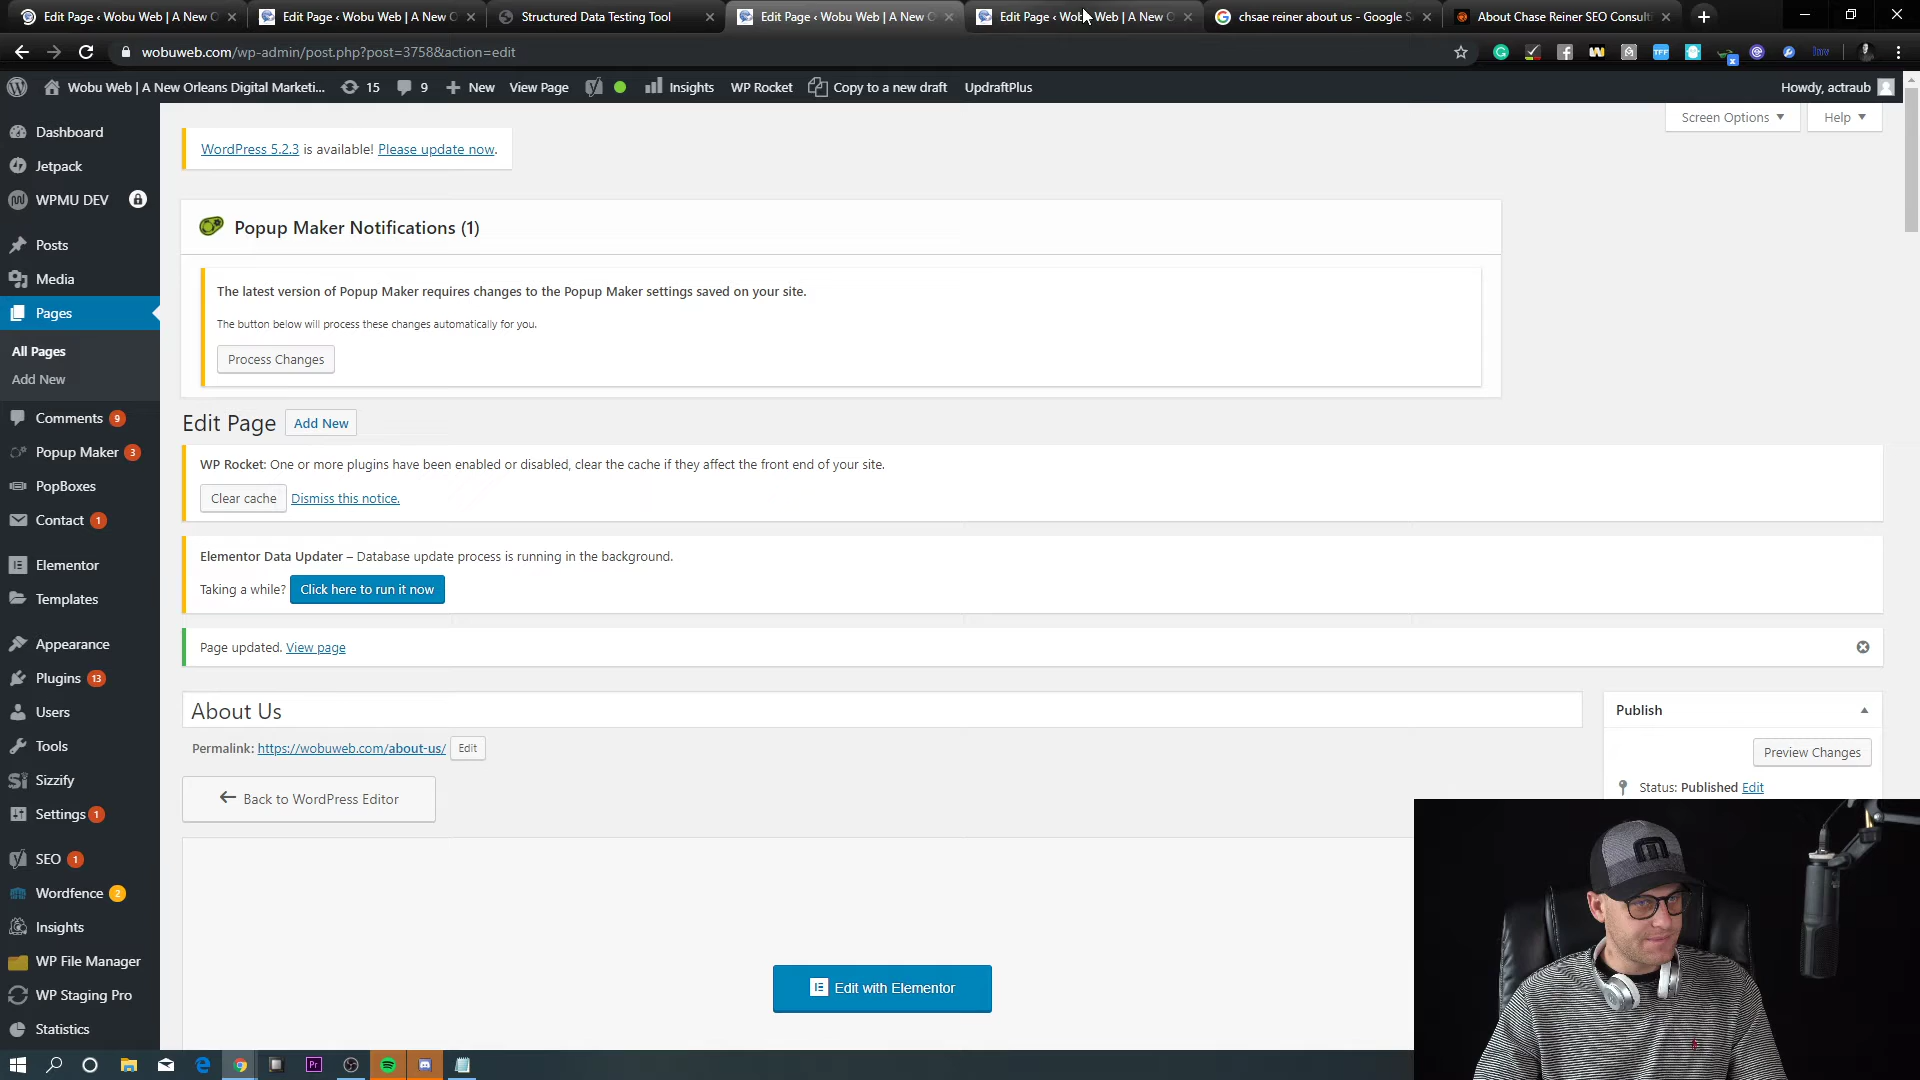 Edit Page ‹ Wobu Web | A New O
Edit Page ‹ Wobu Web | A New O
Structured Data Testing Tool
Edit Page ‹ Wobu Web | A New O
Edit Page ‹ Wobu Web | A New O
chsae reiner about us - Google S
About Chase Reiner SEO Consult
wobuweb.com/wp-admin/post.php?post=3758&action=edit
Wobu Web | A New Orleans Digital Marketi...
15
9
New
View Page
Insights
WP Rocket
Copy to a new draft
UpdraftPlus
Howdy, actraub
Screen Options
Help
Dashboard
Jetpack
WPMU DEV
Posts
Media
Pages
All Pages
Add New
Comments 9
Popup Maker 3
PopBoxes
Contact 1
Elementor
Templates
Appearance
Plugins 13
Users
Tools
Sizzify
Settings 1
SEO 1
Wordfence 2
Insights
WP File Manager
WP Staging Pro
Statistics
WordPress 5.2.3 is available! Please update now.
Popup Maker Notifications (1)
The latest version of Popup Maker requires changes to the Popup Maker settings saved on your site.
The button below will process these changes automatically for you.
Process Changes
Edit Page
Add New
WP Rocket: One or more plugins have been enabled or disabled, clear the cache if they affect the front end of your site.
Clear cache
Dismiss this notice.
Elementor Data Updater – Database update process is running in the background.
Taking a while?
Click here to run it now
Page updated. View page
About Us
Permalink: https://wobuweb.com/about-us/
Edit
Back to WordPress Editor
Edit with Elementor
Publish
Preview Changes
Status: Published Edit